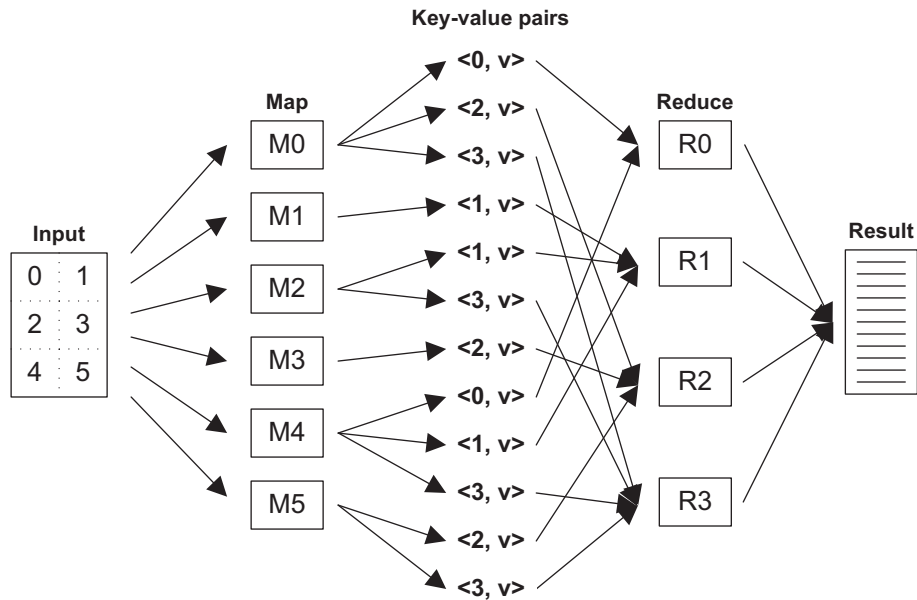 Key-value pairs
Map
Reduce
Input
Result
0 1
2 3
4 5
M0
M1
M2
M3
M4
M5
<0, v>
<2, v>
<3, v>
<1, v>
<1, v>
<3, v>
<2, v>
<0, v>
<1, v>
<3, v>
<2, v>
<3, v>
R0
R1
R2
R3